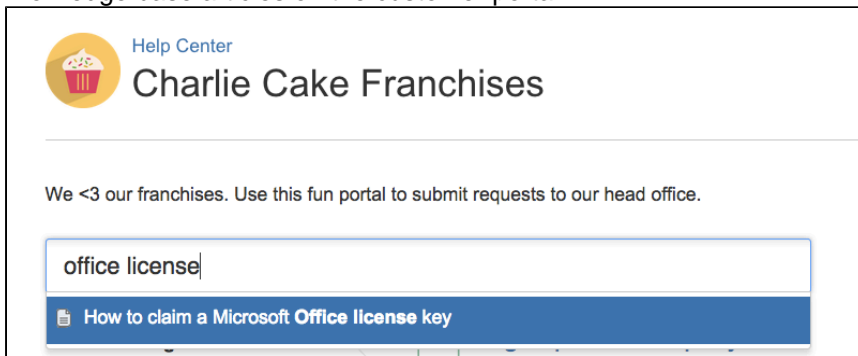 Help Center
Charlie Cake Franchises
We <3 our franchises. Use this fun portal to submit requests to our head office.
office license
How to claim a Microsoft Office license key